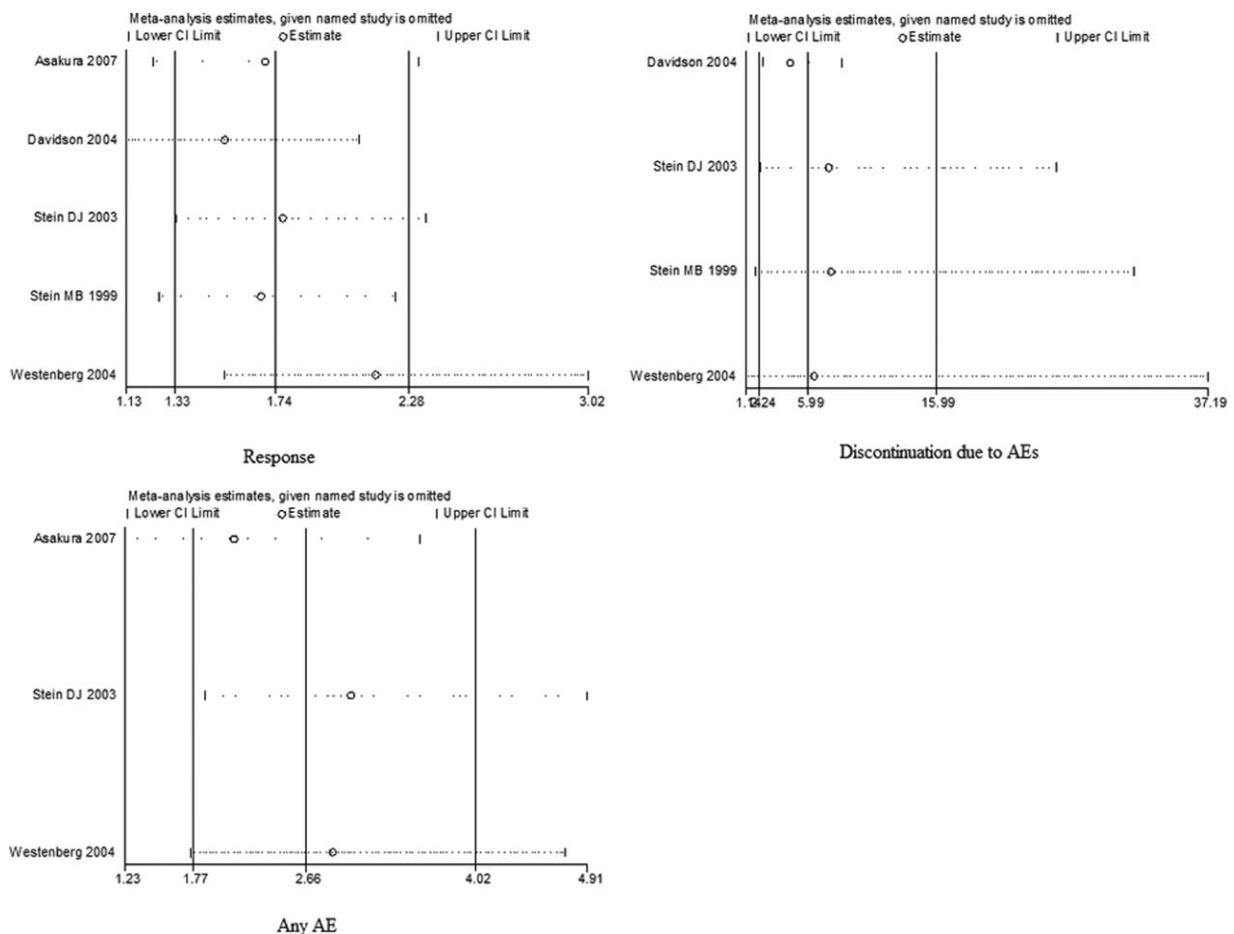 Meta-analysis estimates, given named study is omitted
| Lower CI Limit ○ Estimate | Upper CI Limit
Asakura 2007
Davidson 2004
Stein DJ 2003
Stein MB 1999
Westenberg 2004
1.13 1.33 1.74 2.28 3.02
Response
Meta-analysis estimates, given named study is omitted
| Lower CI Limit ○ Estimate | Upper CI Limit
Davidson 2004
Stein DJ 2003
Stein MB 1999
Westenberg 2004
5.99 15.99 37.19
Discontinuation due to AEs
Meta-analysis estimates, given named study is omitted
| Lower CI Limit ○ Estimate | Upper CI Limit
Asakura 2007
Stein DJ 2003
Westenberg 2004
1.23 1.77 2.66 4.02 4.91
Any AE